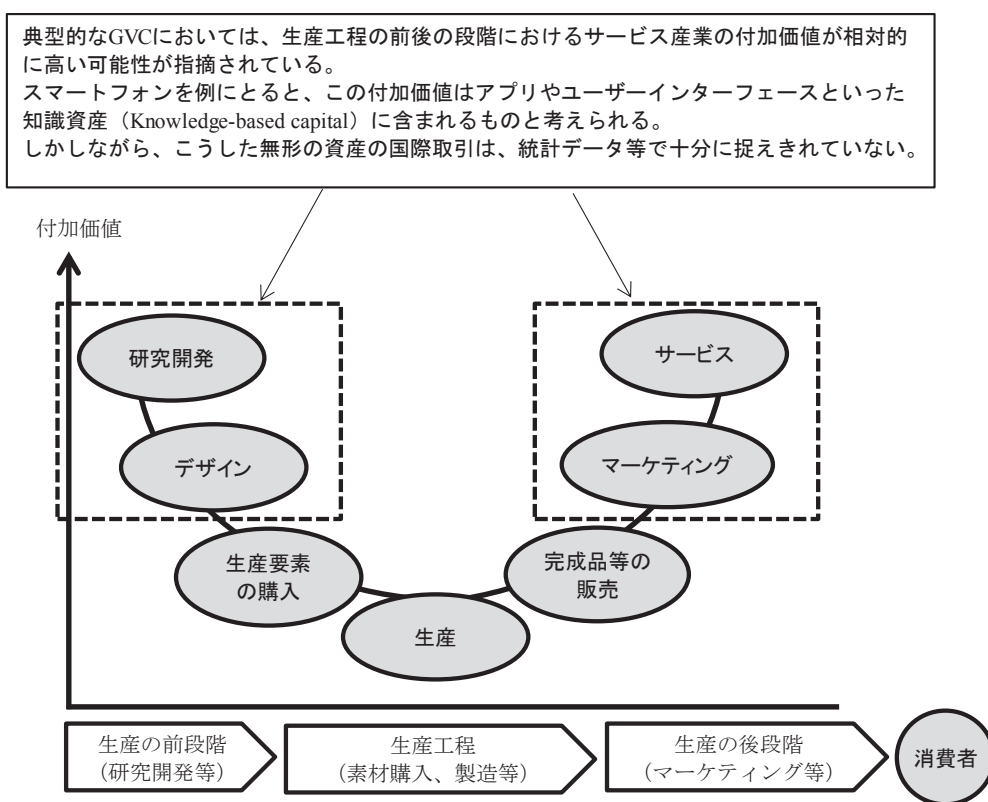 典型的なGVCにおいては、生産工程の前後の段階におけるサービス産業の付加価値が相対的
に高い可能性が指摘されている。
スマートフォンを例にとると、この付加価値はアプリやユーザーインターフェースといった
知識資産（Knowledge-based capital）に含まれるものと考えられる。
しかしながら、こうした無形の資産の国際取引は、統計データ等で十分に捉えきれていない。
付加価値
研究開発
サービス
デザイン
マーケティング
生産要素
の購入
完成品等の
販売
生産
生産の前段階
（研究開発等）
生産工程
（素材購入、製造等）
生産の後段階
（マーケティング等）
消費者